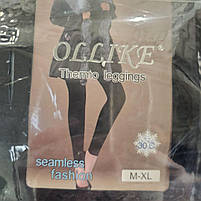 OLLIKE®
Thermo leggings
30°C
seamless
fashion
M-XL